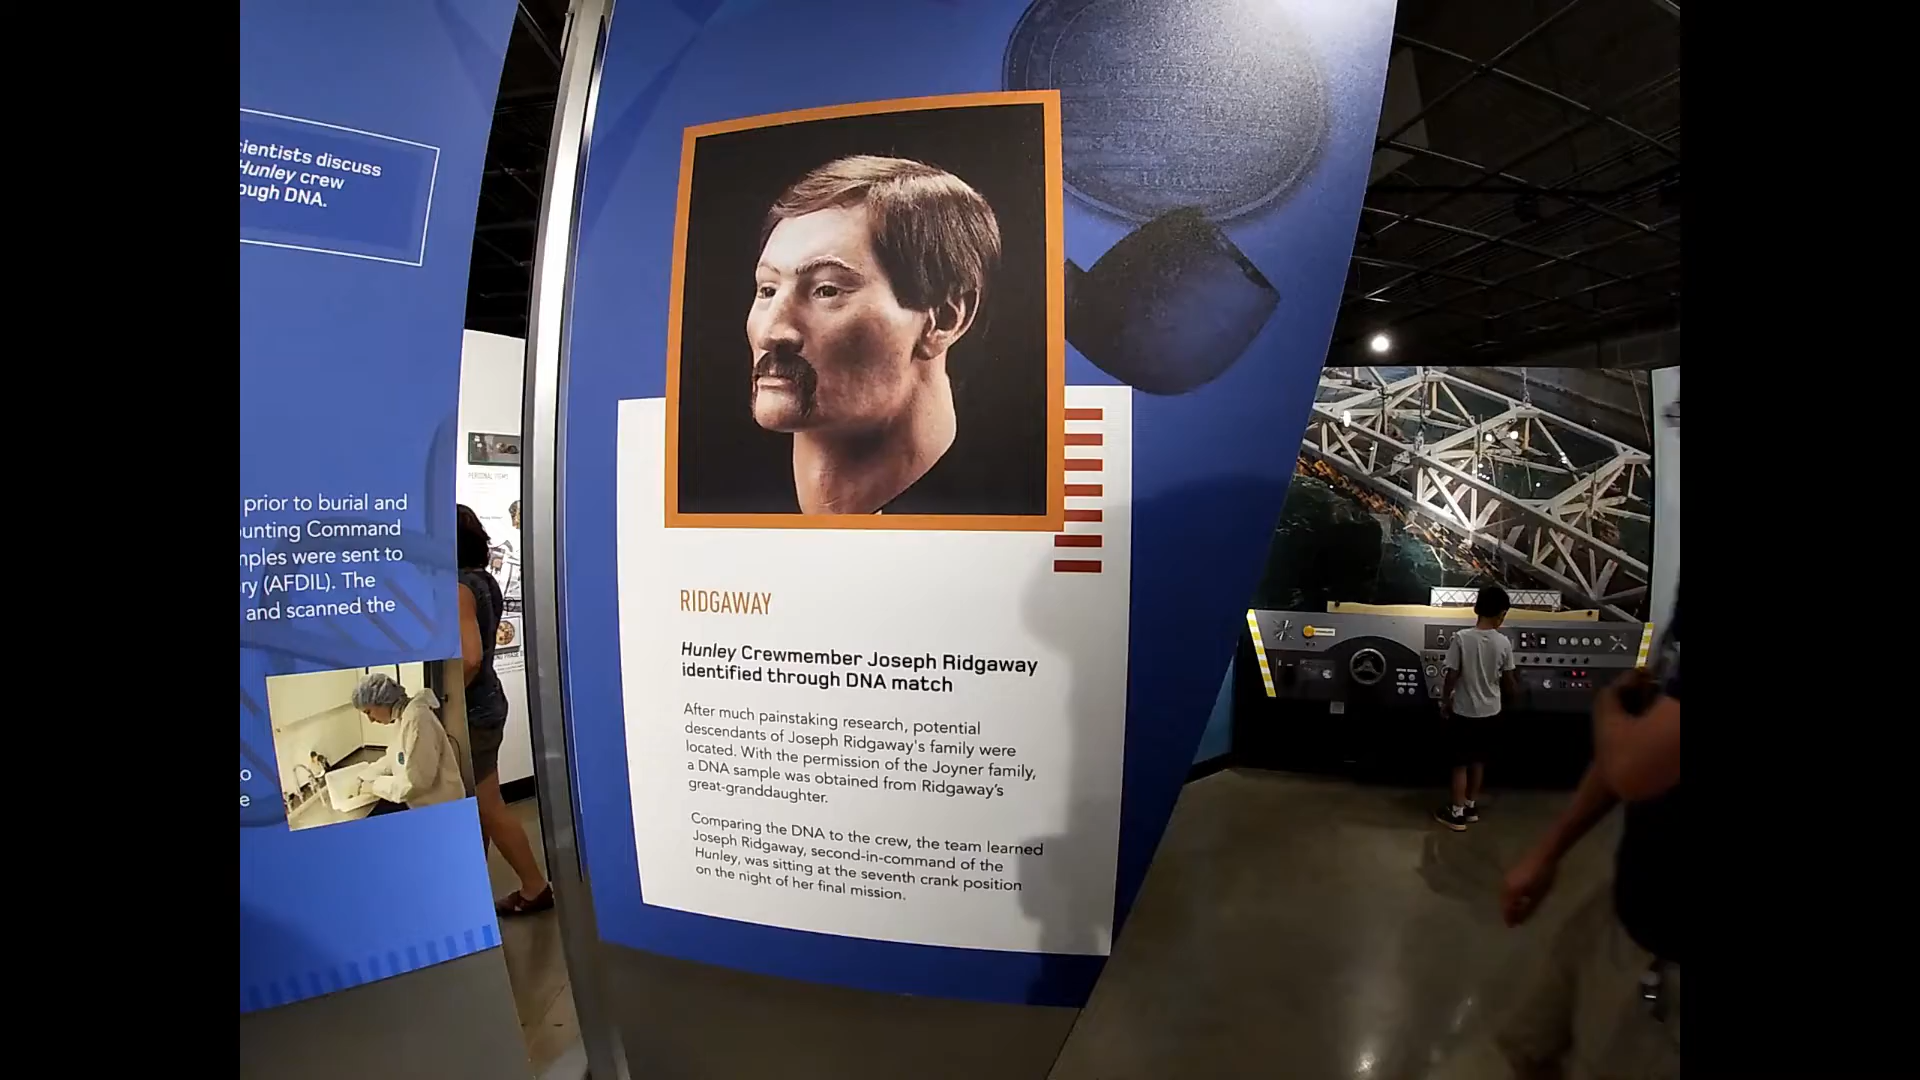 cientists discuss
Hunley crew
ough DNA.
prior to burial and
unting Command
mples were sent to
ry (AFDIL). The
and scanned the
o
e
PERSONAL ITEMS
RIDGAWAY
Hunley Crewmember Joseph Ridgaway
identified through DNA match
After much painstaking research, potential
descendants of Joseph Ridgaway's family were
located. With the permission of the Joyner family,
a DNA sample was obtained from Ridgaway's
great-granddaughter.
Comparing the DNA to the crew, the team learned
Joseph Ridgaway, second-in-command of the
Hunley, was sitting at the seventh crank position
on the night of her final mission.